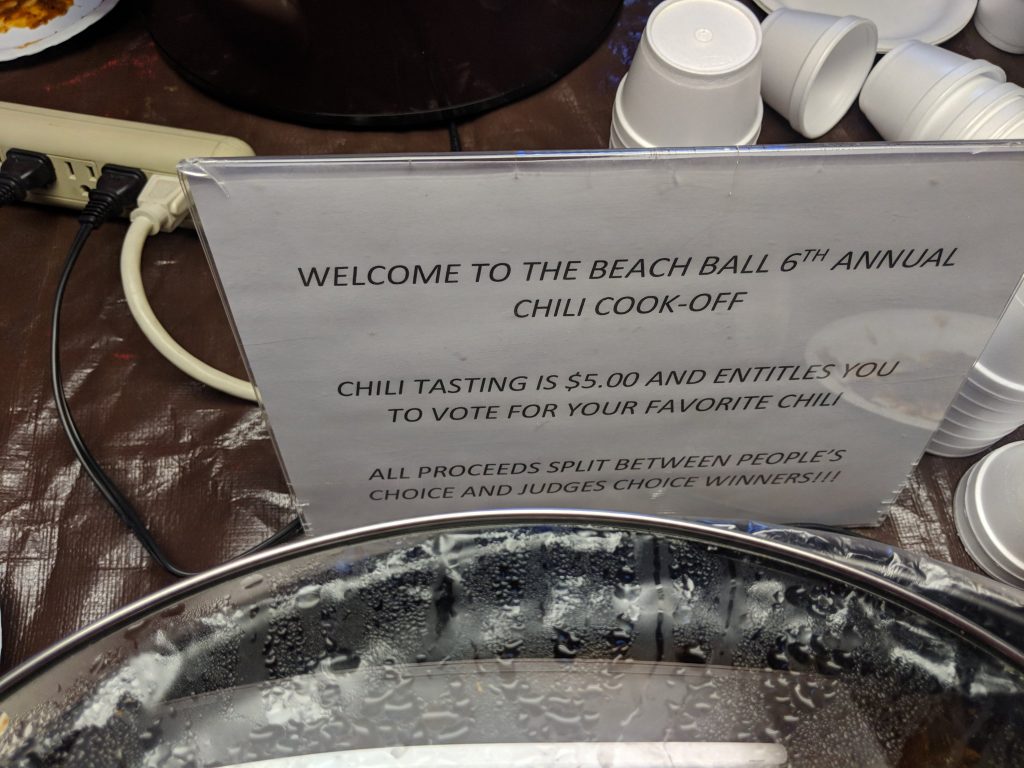 WELCOME TO THE BEACH BALL 6TH ANNUAL
CHILI COOK-OFF
CHILI TASTING IS $5.00 AND ENTITLES YOU
TO VOTE FOR YOUR FAVORITE CHILI
ALL PROCEEDS SPLIT BETWEEN PEOPLE'S
CHOICE AND JUDGES CHOICE WINNERS!!!